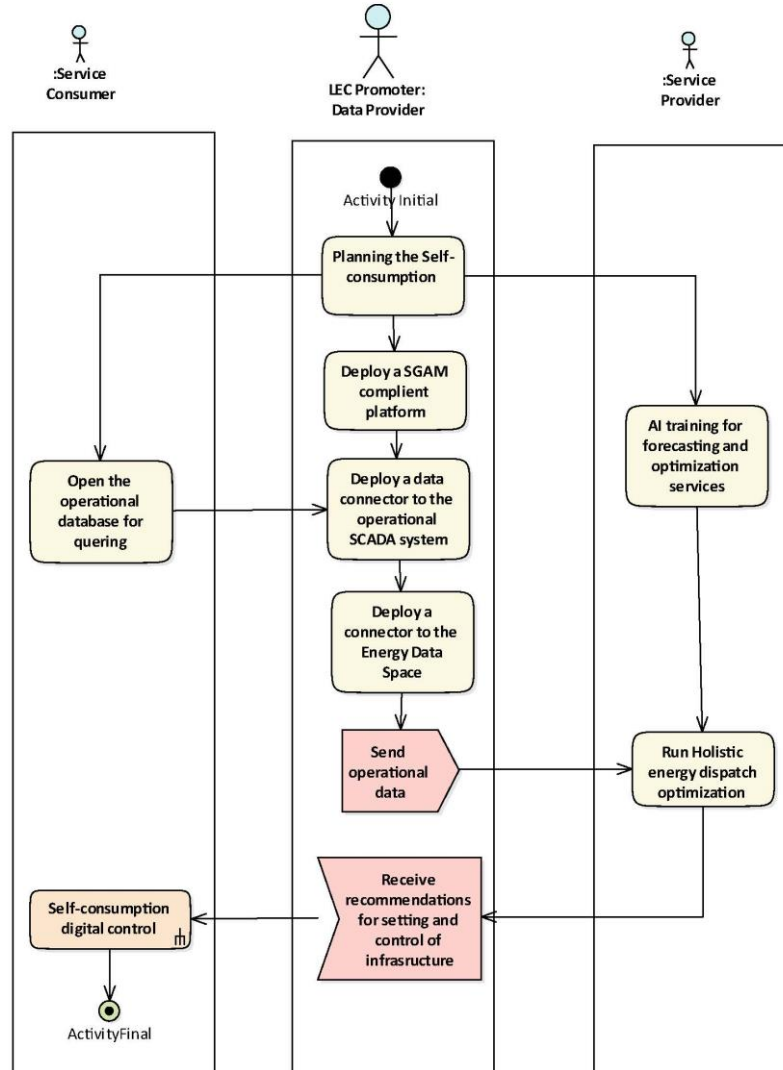 :Service
Consumer
LEC Promoter:
Data Provider
:Service
Provider
Activity Initial
Planning the Self-
consumption
Deploy a SGAM
complient
platform
AI training for
forecasting and
optimization
services
Open the
operational
database for
quering
Deploy a data
connector to the
operational
SCADA system
Deploy a
connector to the
Energy Data
Space
Send
operational
data
Run Holistic
energy dispatch
optimization
Receive
recommendations
for setting and
control of
infrasructure
Self-consumption
digital control
ActivityFinal